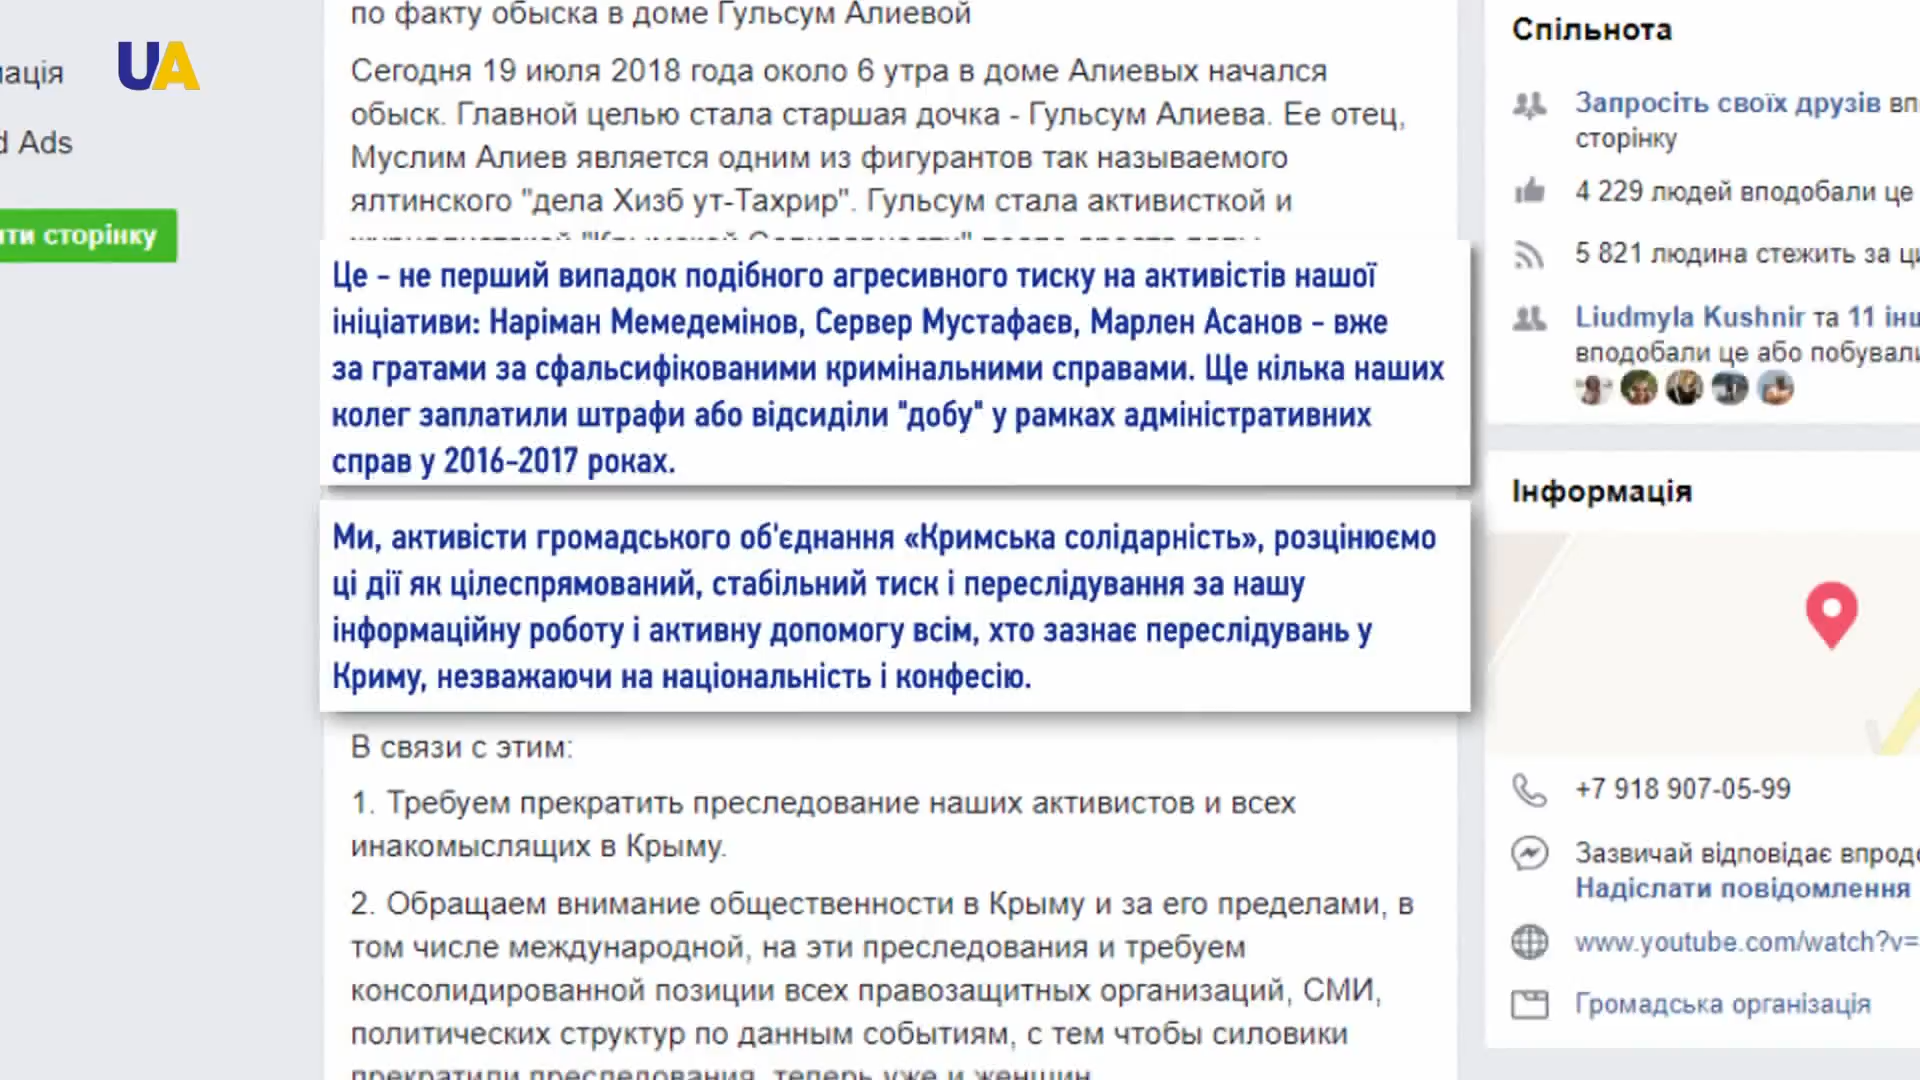 по факту обыска в доме Гульсум Алиевой
Сегодня 19 июля 2018 года около 6 утра в доме Алиевых начался
обыск. Главной целью стала старшая дочка - Гульсум Алиева. Ее отец,
Муслим Алиев является одним из фигурантов так называемого
ялтинского "дела Хизб ут-Тахрир". Гульсум стала активисткой и
Це - не перший випадок подібного агресивного тиску на активістів нашої
ініціативи: Наріман Мемедемінов, Сервер Мустафаєв, Марлен Асанов - вже
за гратами за сфальсифікованими кримінальними справами. Ще кілька наших
колег заплатили штрафи або відсиділи "добу" у рамках адміністративних
справ у 2016-2017 роках.
Ми, активісти громадського об'єднання «Кримська солідарність», розцінюємо
ці дії як цілеспрямований, стабільний тиск і переслідування за нашу
інформаційну роботу і активну допомогу всім, хто зазнає переслідувань у
Криму, незважаючи на національність і конфесію.
В связи с этим:
1. Требуем прекратить преследование наших активистов и всех
инакомыслящих в Крыму.
2. Обращаем внимание общественности в Крыму и за его пределами, в
том числе международной, на эти преследования и требуем
консолидированной позиции всех правозащитных организаций, СМИ,
политических структур по данным событиям, с тем чтобы силовики
прекратили преследования, теперь уже и женщин
UA
Ads
сторінку
Спільнота
Запросіть своїх друзів
сторінку
4 229 людей вподобали це
5 821 людина стежить за
Liudmyla Kushnir та 11
вподобали це або побували
Інформація
+7 918 907-05-99
Зазвичай відповідає
Надіслати повідомлення
www.youtube.com/watch?v=
Громадська організація